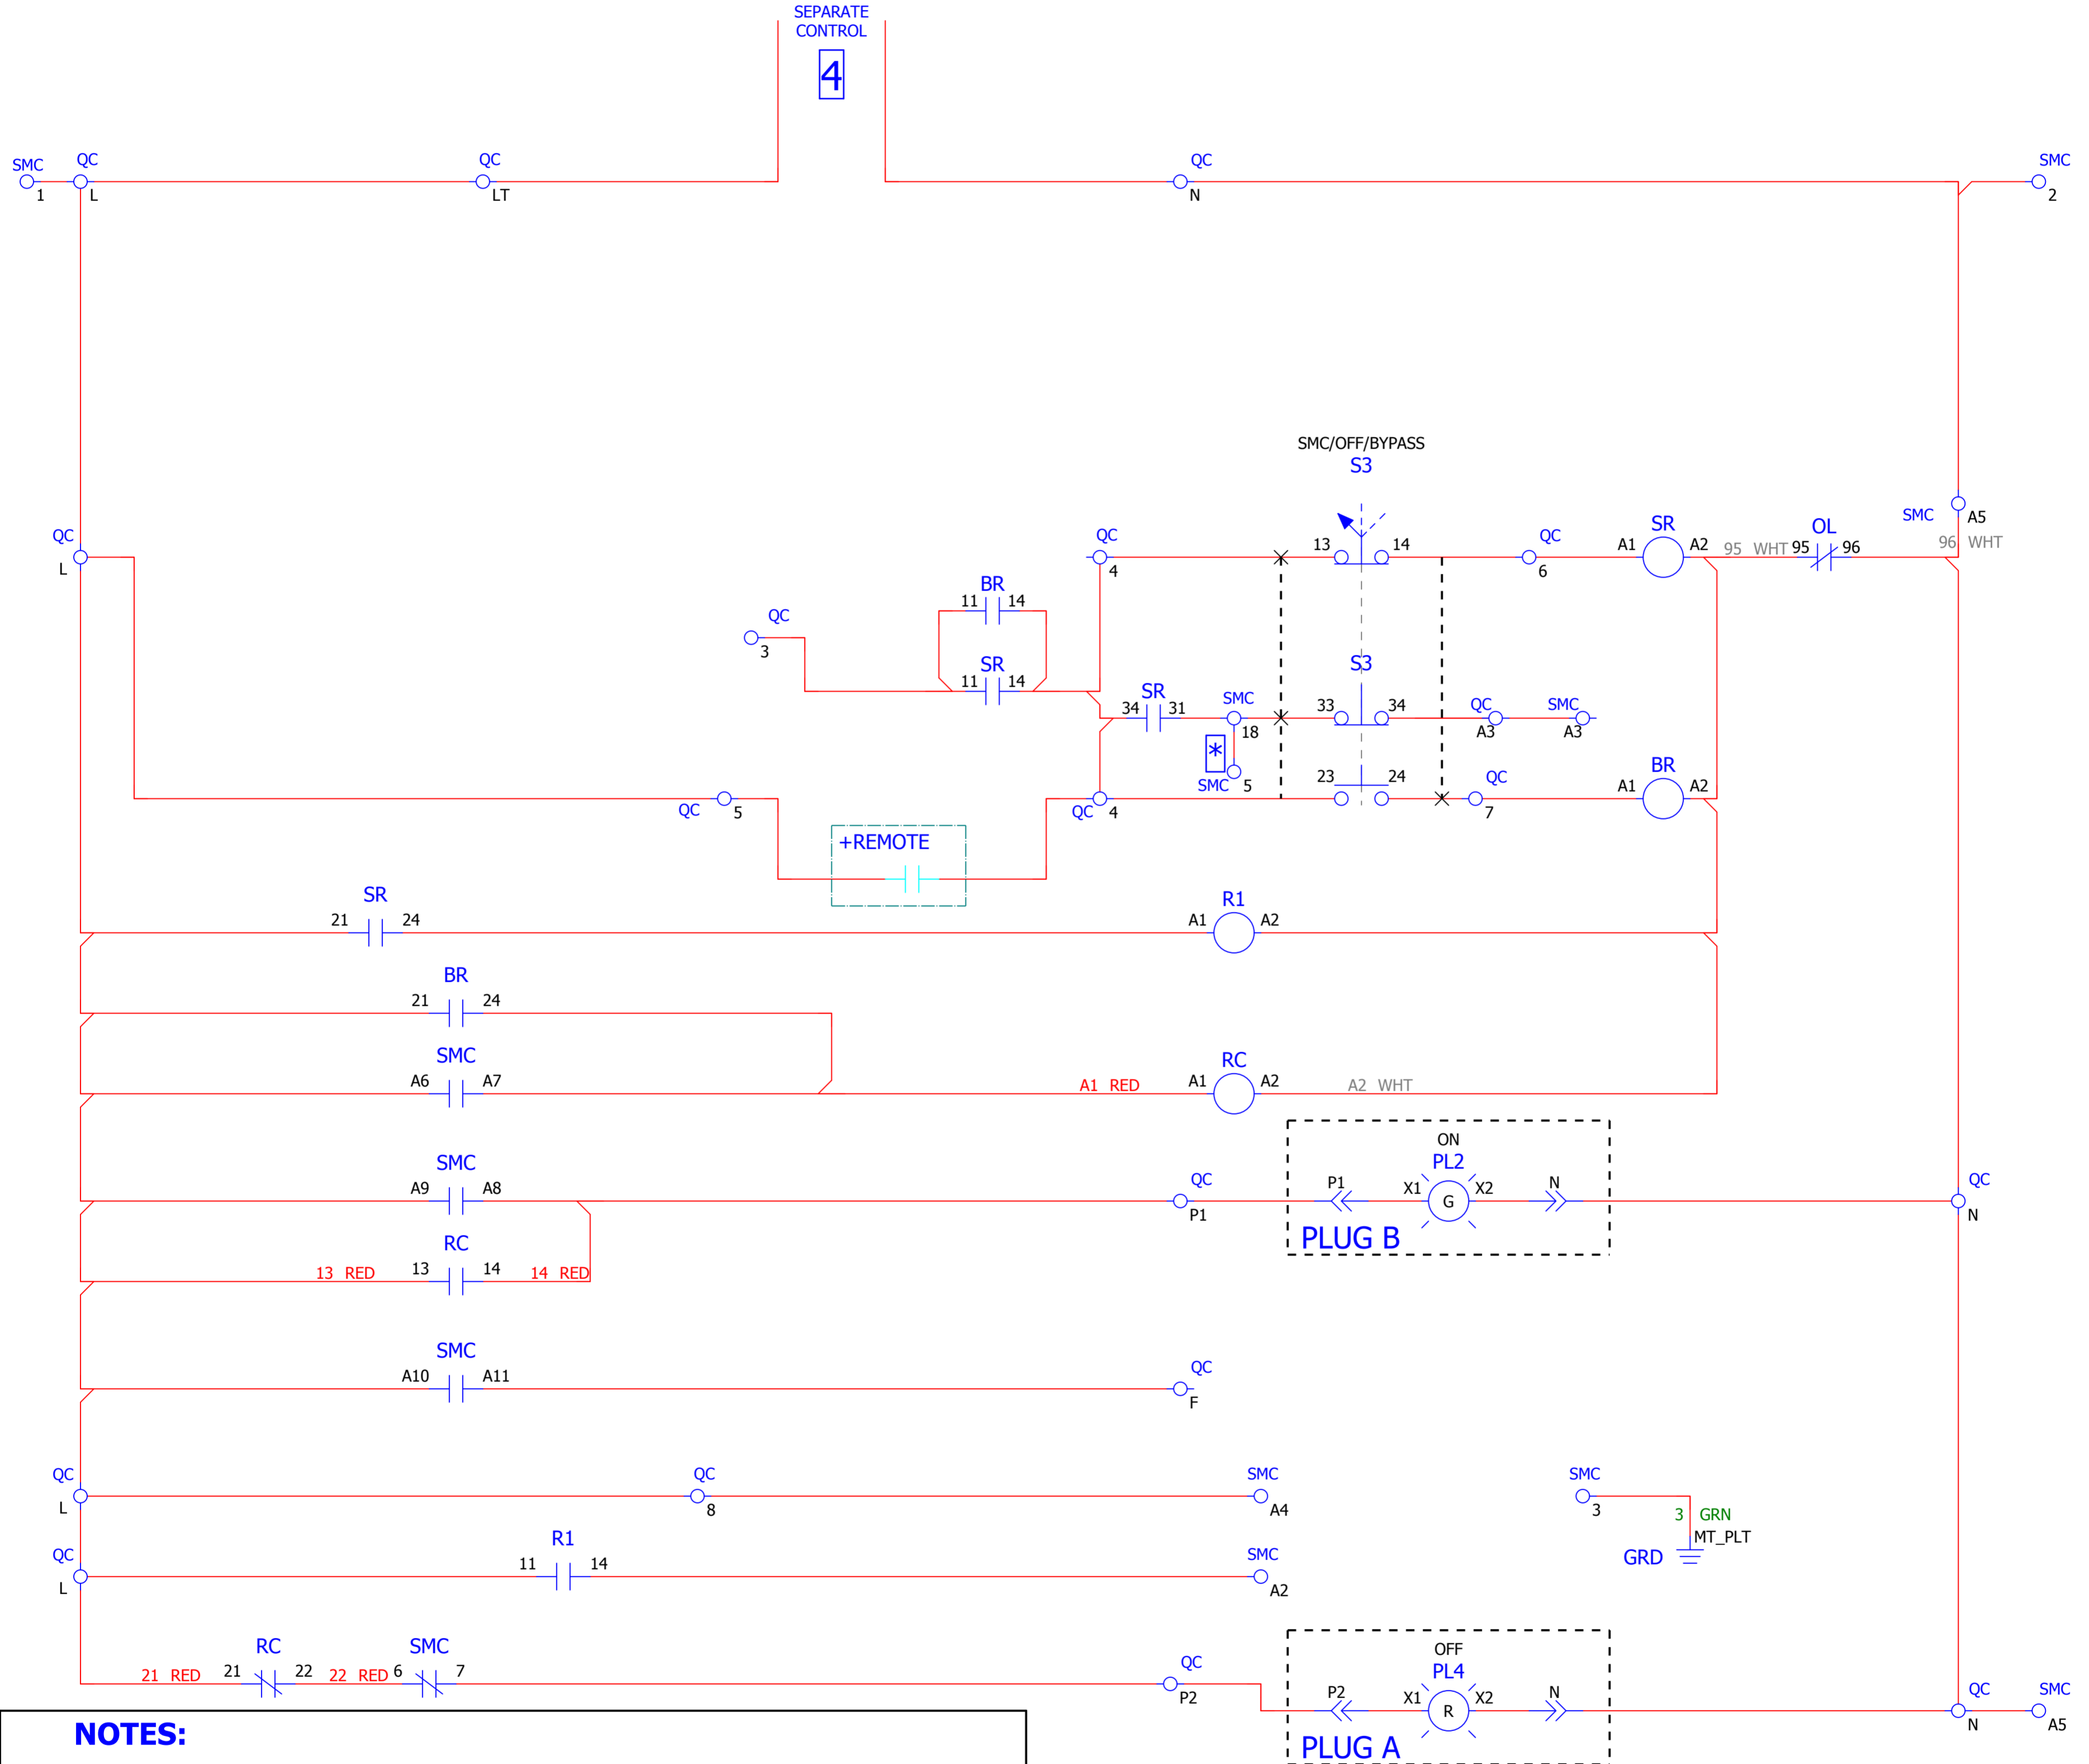 SEPARATE
CONTROL
4
SMC
1
QC
L
QC
LT
QC
N
SMC
2
SMC/OFF/BYPASS
S3
QC
L
QC
4
13
14
QC
6
SR
A1
A2
95 WHT
OL
95
96
SMC
A5
96 WHT
QC
3
BR
11
14
SR
11
14
SR
34
31
SMC
18
*
SMC
5
S3
33
34
QC
A3
SMC
A3
QC
5
QC
4
23
24
QC
7
BR
A1
A2
+REMOTE
SR
21
24
R1
A1
A2
BR
21
24
SMC
A6
A7
A1 RED
RC
A1
A2
A2 WHT
SMC
A9
A8
QC
P1
ON
PL2
P1
X1
G
X2
N
PLUG B
QC
N
RC
13 RED
13
14
14 RED
SMC
A10
A11
QC
F
QC
L
QC
8
SMC
A4
SMC
3
3 GRN
MT_PLT
GRD
QC
L
R1
11
14
SMC
A2
RC
21 RED
21
22
22 RED
SMC
6
7
QC
P2
OFF
PL4
P2
X1
R
X2
N
PLUG A
QC
N
SMC
A5
NOTES: